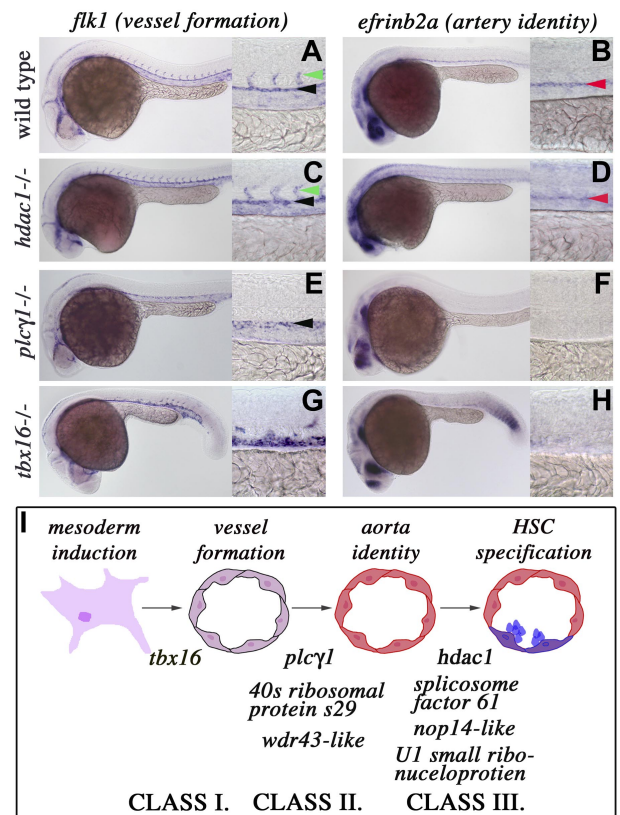 flk1 (vessel formation)
efrinb2a (artery identity)
wild type
A
B
hdac1-/-
C
D
plcγ1-/-
E
F
tbx16-/-
G
H
I
mesoderm induction
vessel formation
aorta identity
HSC specification
tbx16
plcγ1
hdac1
40s ribosomal protein s29
splicosome factor 61
wdr43-like
nop14-like
U1 small ribo-nuceloprotien
CLASS I.
CLASS II.
CLASS III.